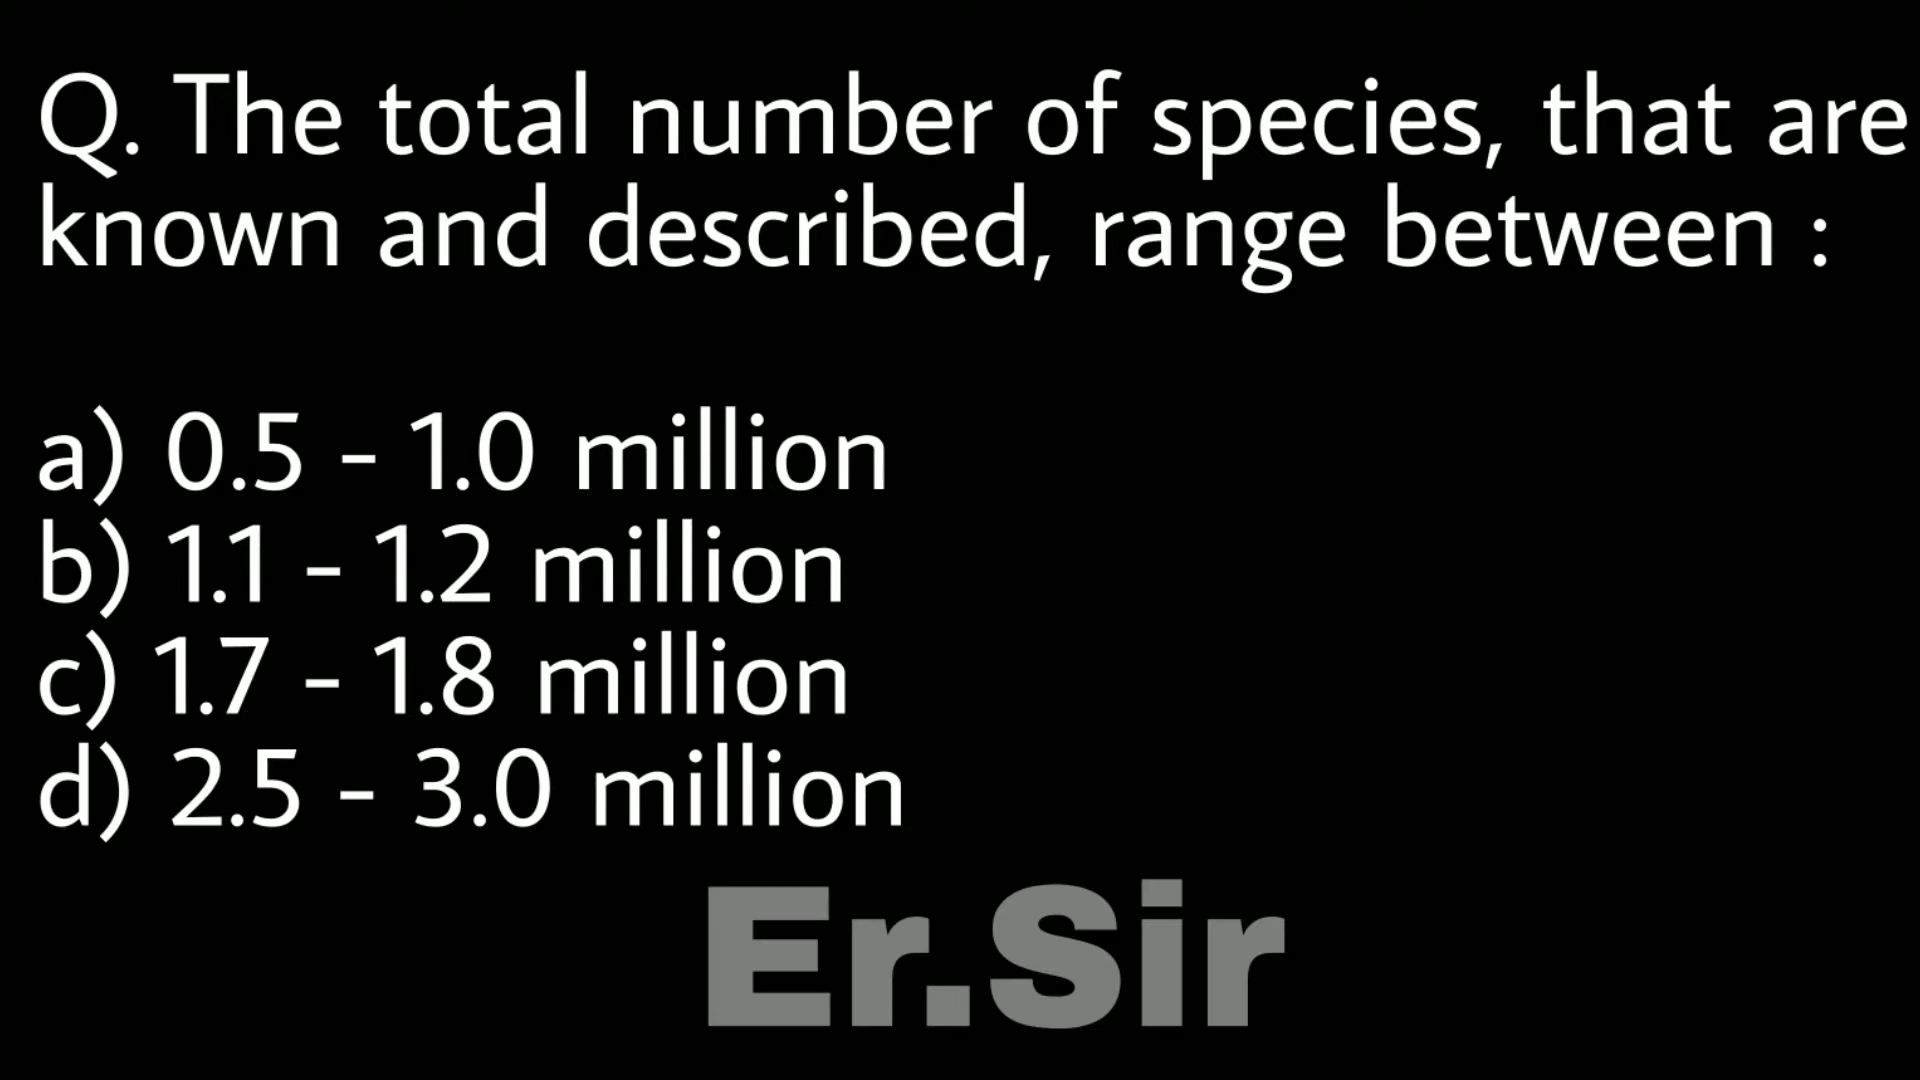 Q. The total number of species, that are
known and described, range between :
a) 0.5 - 1.0 million
b) 1.1 - 1.2 million
c) 1.7 - 1.8 million
d) 2.5 - 3.0 million
Er.Sir